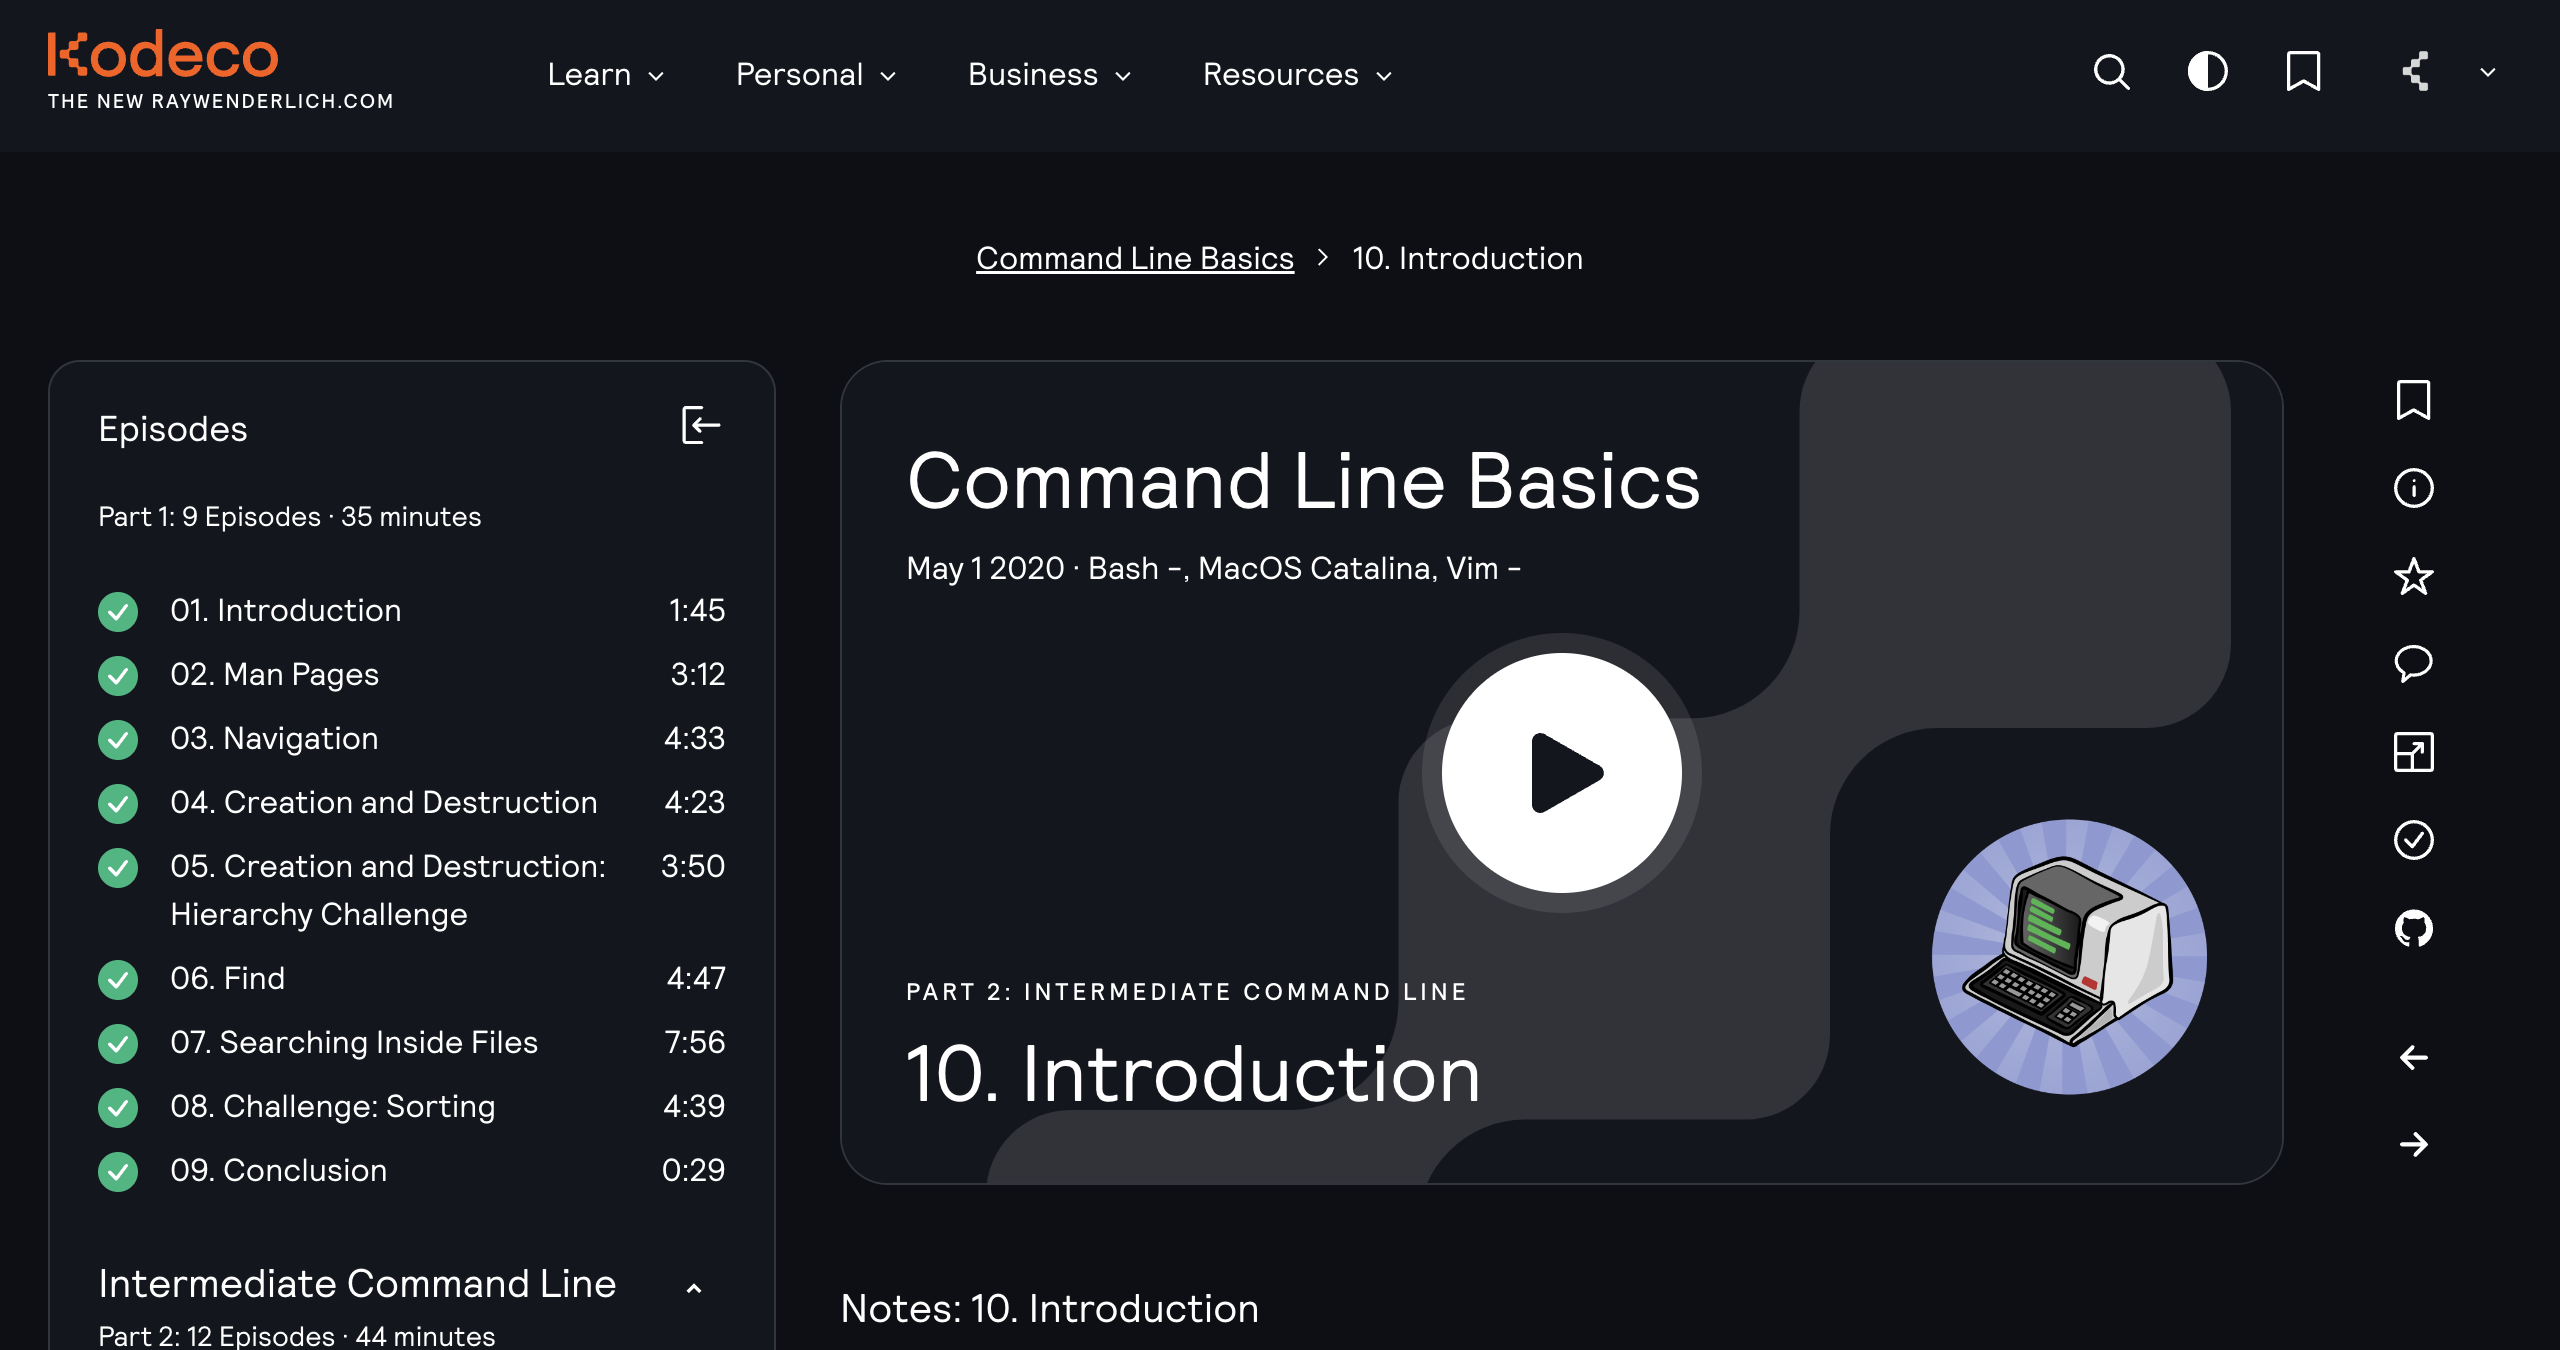 Kodeco
THE NEW RAYWENDERLICH.COM
Learn
Personal
Business
Resources
Command Line Basics > 10. Introduction
Episodes
Part 1: 9 Episodes · 35 minutes
01. Introduction 1:45
02. Man Pages 3:12
03. Navigation 4:33
04. Creation and Destruction 4:23
05. Creation and Destruction: 3:50
Hierarchy Challenge
06. Find 4:47
07. Searching Inside Files 7:56
08. Challenge: Sorting 4:39
09. Conclusion 0:29
Intermediate Command Line
Part 2: 12 Episodes · 44 minutes
Command Line Basics
May 1 2020 · Bash -, MacOS Catalina, Vim -
PART 2: INTERMEDIATE COMMAND LINE
10. Introduction
Notes: 10. Introduction